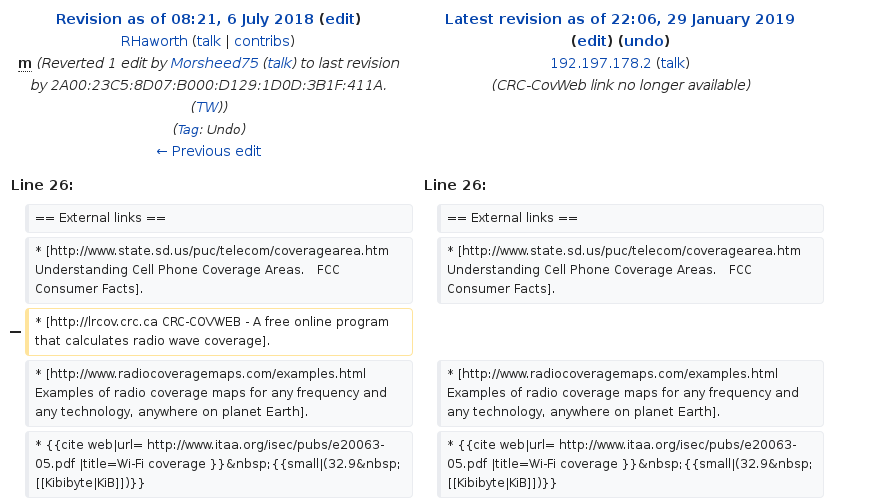 Revision as of 08:21, 6 July 2018 (edit)
RHaworth (talk | contribs)
m (Reverted 1 edit by Morsheed75 (talk) to last revision
by 2A00:23C5:8D07:B000:D129:1D0D:3B1F:411A.
(TW))
(Tag: Undo)
← Previous edit
Latest revision as of 22:06, 29 January 2019
(edit) (undo)
192.197.178.2 (talk)
(CRC-CovWeb link no longer available)
Line 26:
Line 26:
== External links ==
== External links ==
* [http://www.state.sd.us/puc/telecom/coveragearea.htm
Understanding Cell Phone Coverage Areas.   FCC
Consumer Facts].
* [http://www.state.sd.us/puc/telecom/coveragearea.htm
Understanding Cell Phone Coverage Areas.   FCC
Consumer Facts].
−
* [http://lrcov.crc.ca CRC-COVWEB - A free online program
that calculates radio wave coverage].
* [http://www.radiocoveragemaps.com/examples.html
Examples of radio coverage maps for any frequency and
any technology, anywhere on planet Earth].
* [http://www.radiocoveragemaps.com/examples.html
Examples of radio coverage maps for any frequency and
any technology, anywhere on planet Earth].
* {{cite web|url= http://www.itaa.org/isec/pubs/e20063-
05.pdf |title=Wi-Fi coverage }}&nbsp;{{small|(32.9&nbsp;
[[Kibibyte|KiB]])}}
* {{cite web|url= http://www.itaa.org/isec/pubs/e20063-
05.pdf |title=Wi-Fi coverage }}&nbsp;{{small|(32.9&nbsp;
[[Kibibyte|KiB]])}}